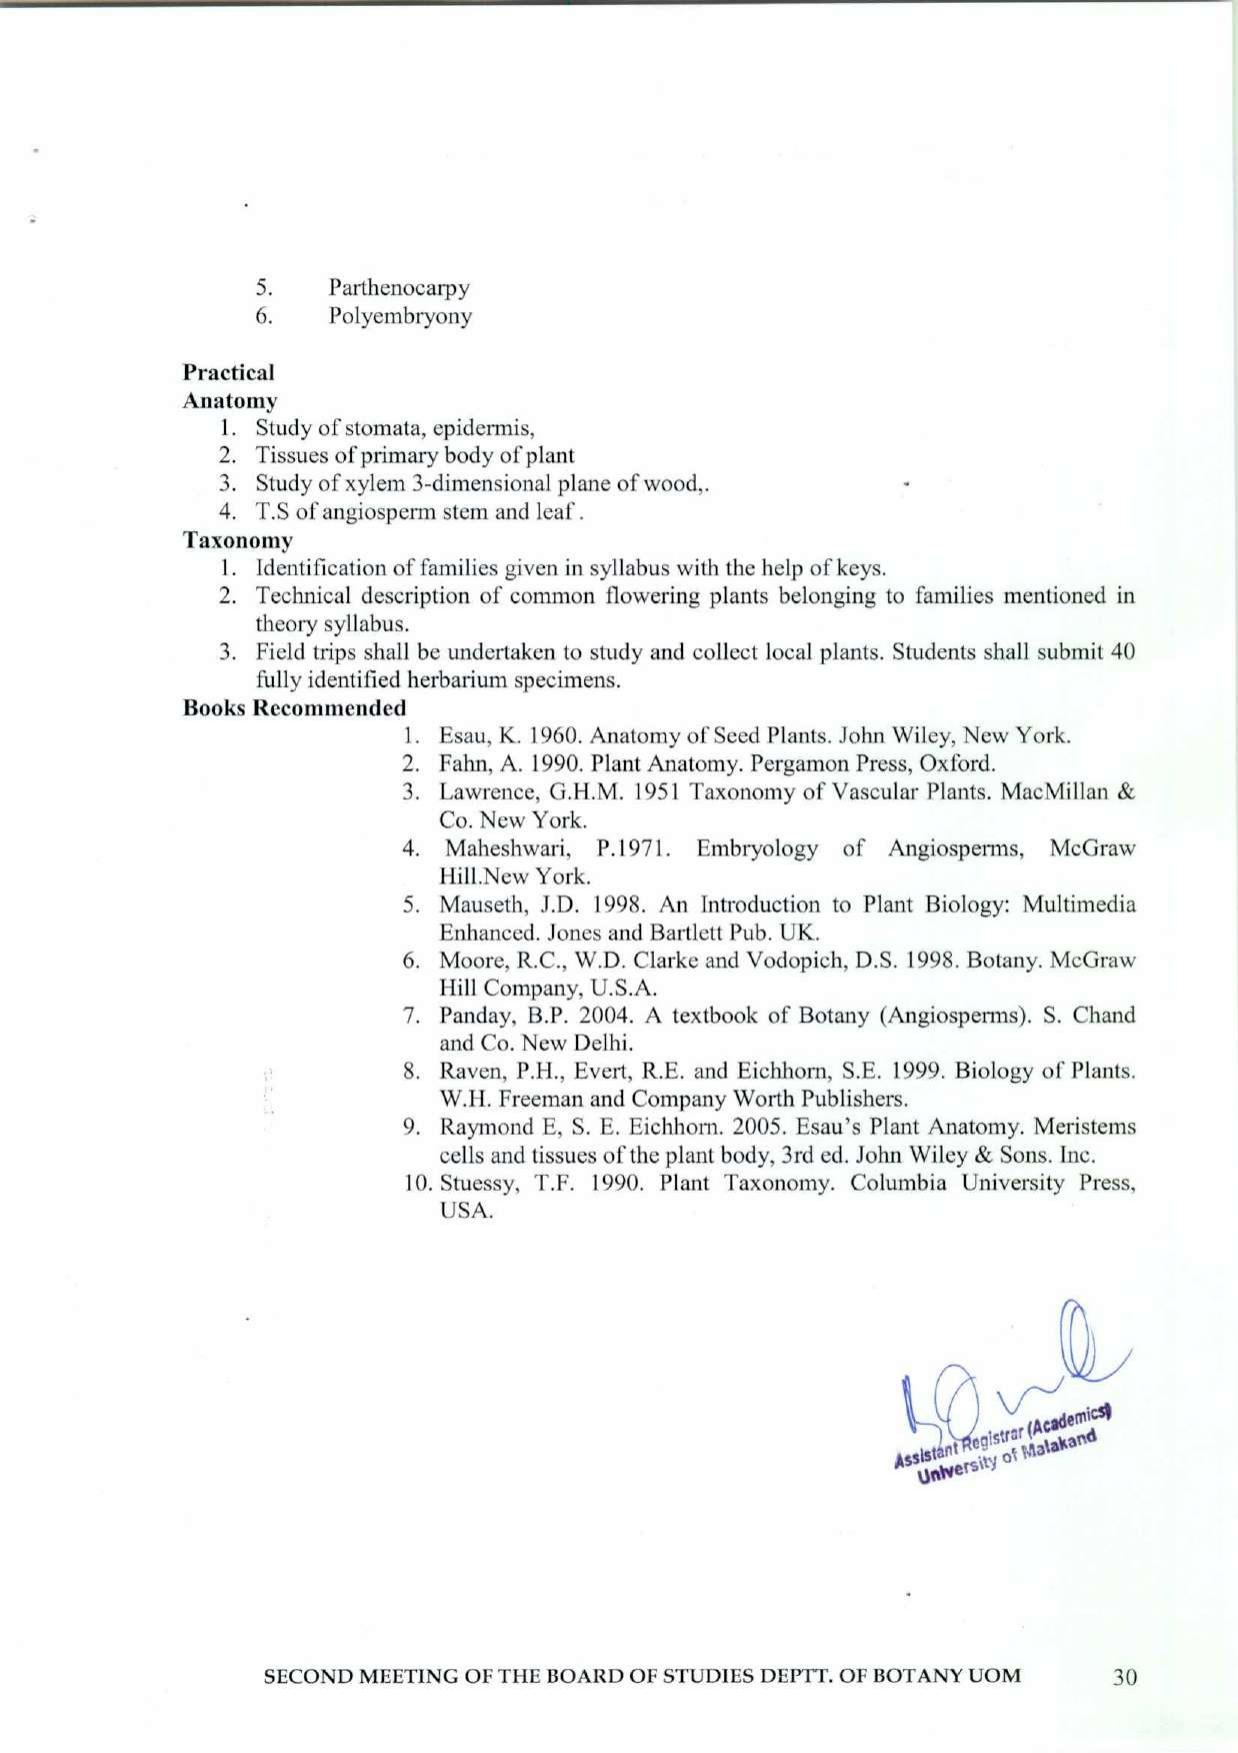 5. Parthenocarpy
6. Polyembryony
Practical
Anatomy
1. Study of stomata, epidermis,
2. Tissues of primary body of plant
3. Study of xylem 3-dimensional plane of wood,.
4. T.S of angiosperm stem and leaf .
Taxonomy
1. Identification of families given in syllabus with the help of keys.
2. Technical description of common flowering plants belonging to families mentioned in
theory syllabus.
3. Field trips shall be undertaken to study and collect local plants. Students shall submit 40
fully identified herbarium specimens.
Books Recommended
1. Esau, K. 1960. Anatomy of Seed Plants. John Wiley, New York.
2. Fahn, A. 1990. Plant Anatomy. Pergamon Press, Oxford.
3. Lawrence, G.H.M. 1951 Taxonomy of Vascular Plants. MacMillan &
Co. New York.
4. Maheshwari, P.1971. Embryology of Angiosperms, McGraw
Hill.New York.
5. Mauseth, J.D. 1998. An Introduction to Plant Biology: Multimedia
Enhanced. Jones and Bartlett Pub. UK.
6. Moore, R.C., W.D. Clarke and Vodopich, D.S. 1998. Botany. McGraw
Hill Company, U.S.A.
7. Panday, B.P. 2004. A textbook of Botany (Angiosperms). S. Chand
and Co. New Delhi.
8. Raven, P.H., Evert, R.E. and Eichhorn, S.E. 1999. Biology of Plants.
W.H. Freeman and Company Worth Publishers.
9. Raymond E, S. E. Eichhorn. 2005. Esau's Plant Anatomy. Meristems
cells and tissues of the plant body, 3rd ed. John Wiley & Sons. Inc.
10. Stuessy, T.F. 1990. Plant Taxonomy. Columbia University Press,
USA.
Assistant Registrar (Academics)
University of Malakand
SECOND MEETING OF THE BOARD OF STUDIES DEPTT. OF BOTANY UOM 30